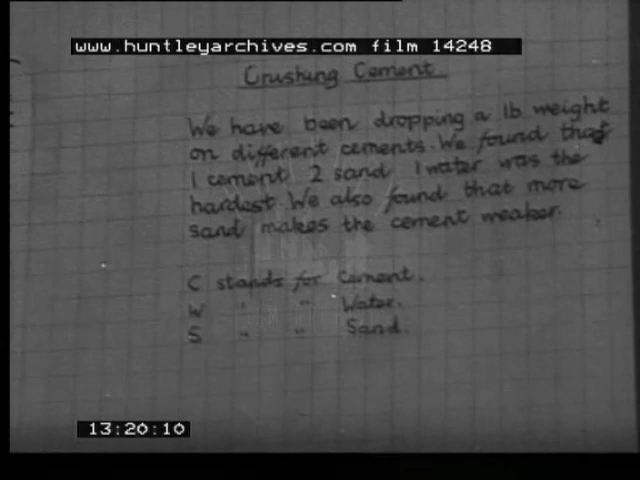 www.huntleyarchives.com film 14248
Crushing Cement
We have been dropping a lb weight
on different cements. We found that
1 cement 2 sand 1 water was the
hardest. We also found that more
sand makes the cement weaker.
C stands for Cement.
W " " Water.
S " " Sand.
13:20:10